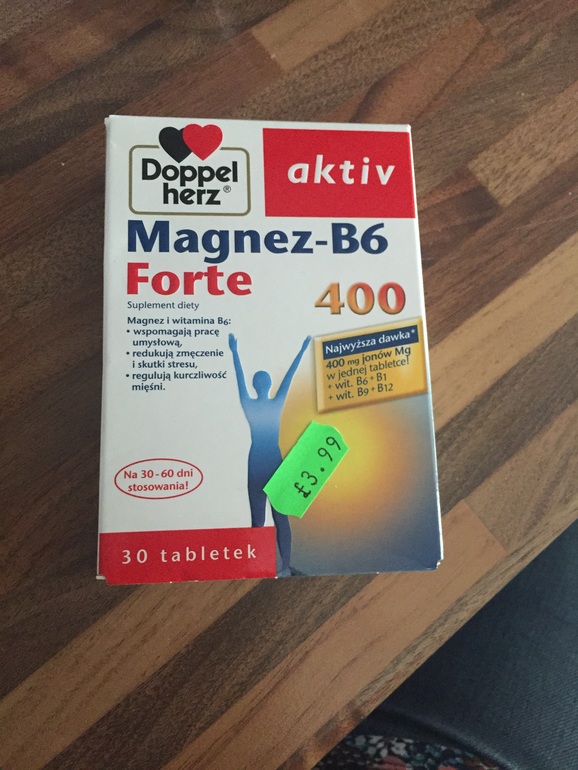 Doppel
herz®
aktiv
Magnez-B6
Forte
400
Suplement diety
Magnez i witamina B6:
• wspomagają pracę
umysłową,
• redukują zmęczenie
i skutki stresu,
• regulują kurczliwość
mięśni.
Najwyższa dawka*
400 mg jonów Mg
w jednej tabletce!
+ wit. B6 + B1
+ wit. B9 + B12
£3.99
Na 30-60 dni
stosowania!
30 tabletek